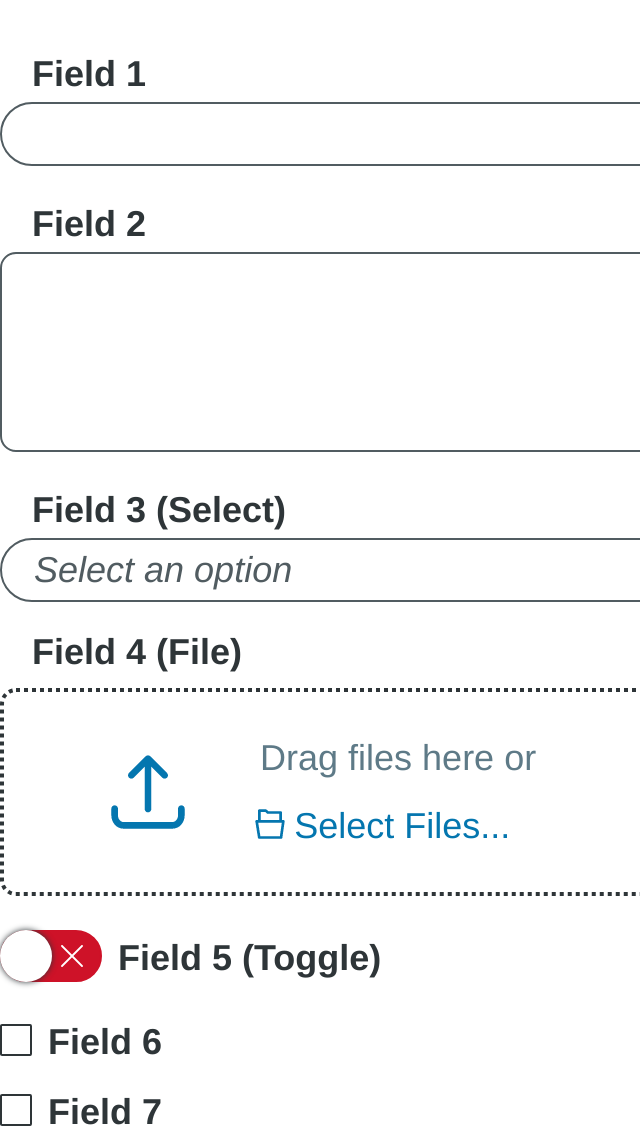 Field 1
Field 2
Field 3 (Select)
Select an option
Field 4 (File)
Drag files here or
Select Files...
Field 5 (Toggle)
Field 6
Field 7